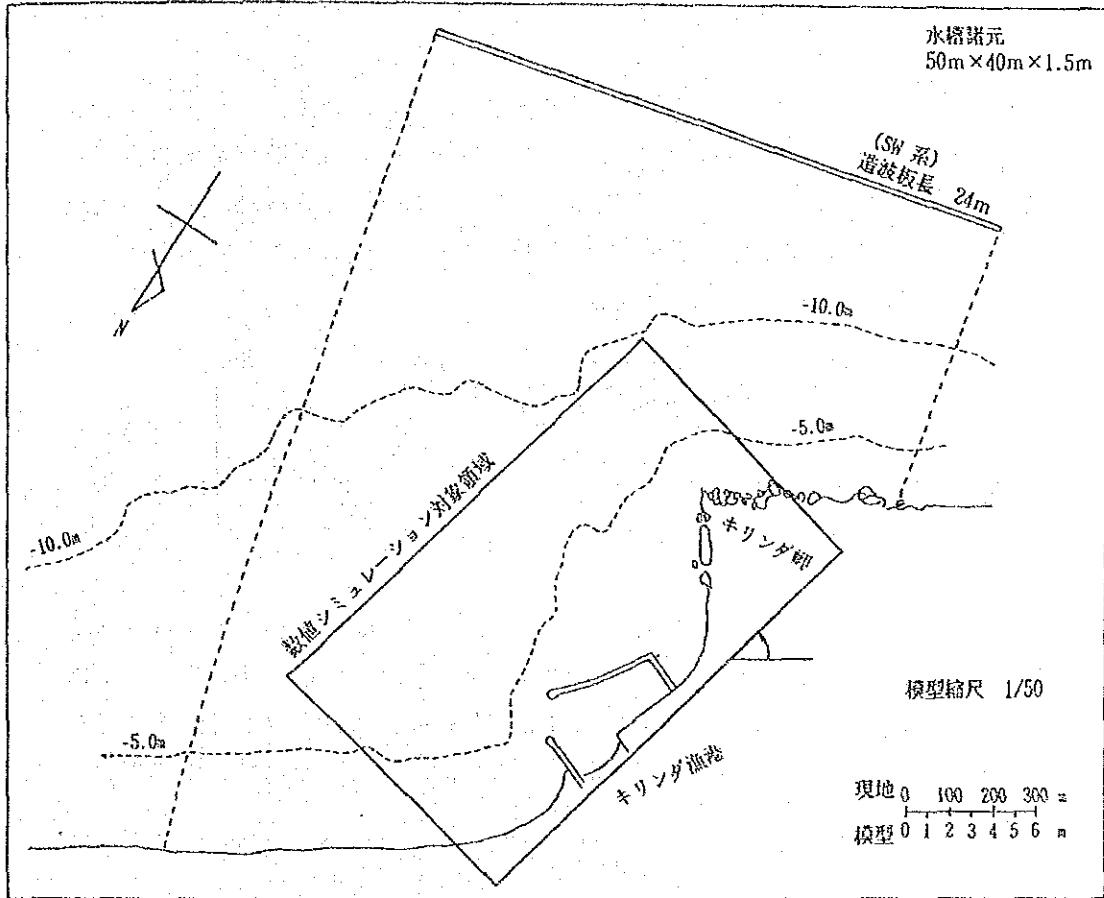 水槽諸元
50m×40m×1.5m
(SW 系)
造波板長 24m
N
-10.0m
-5.0m
-10.0m
数値シミュレーション対象領域
キリンダ岬
-5.0m
模型縮尺 1/50
キリンダ漁港
現地 0 100 200 300 m
模型 0 1 2 3 4 5 6 m